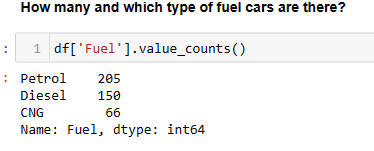 How many and which type of fuel cars are there?
: 1 df['Fuel'].value_counts()
: Petrol    205
Diesel    150
CNG        66
Name: Fuel, dtype: int64